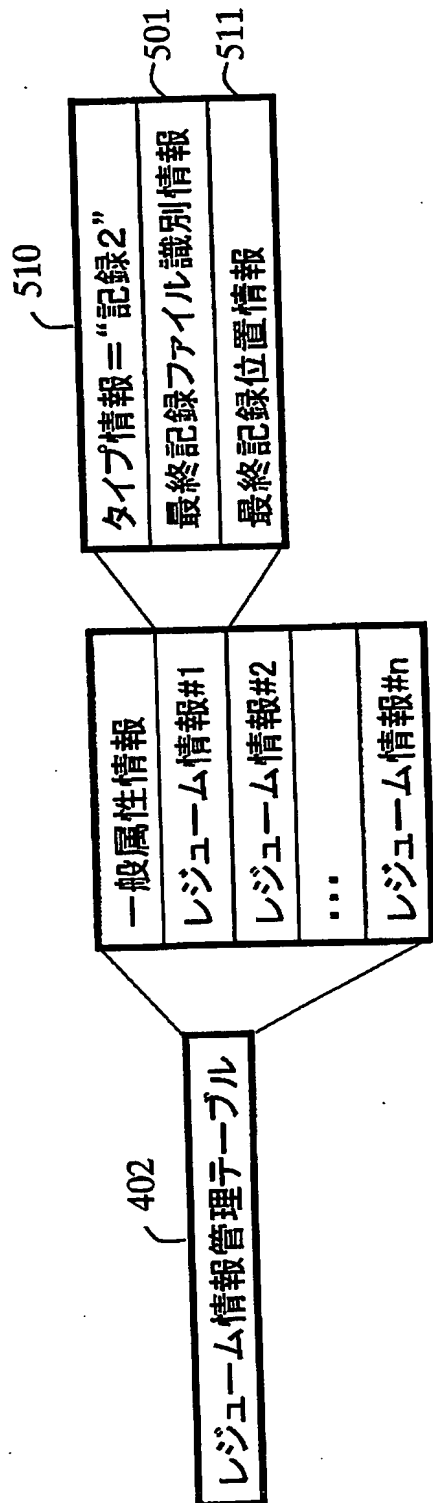 402
レジューム情報管理テーブル
一般属性情報
レジューム情報#1
レジューム情報#2
...
レジューム情報#n
510
タイプ情報＝“記録2”
最終記録ファイル識別情報
501
最終記録位置情報
511